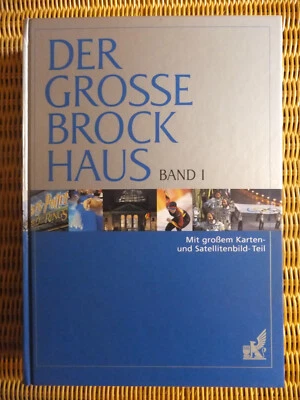 DER
GROSSE
BROCK
HAUS BAND I
Mit großem Karten-
und Satellitenbild-Teil